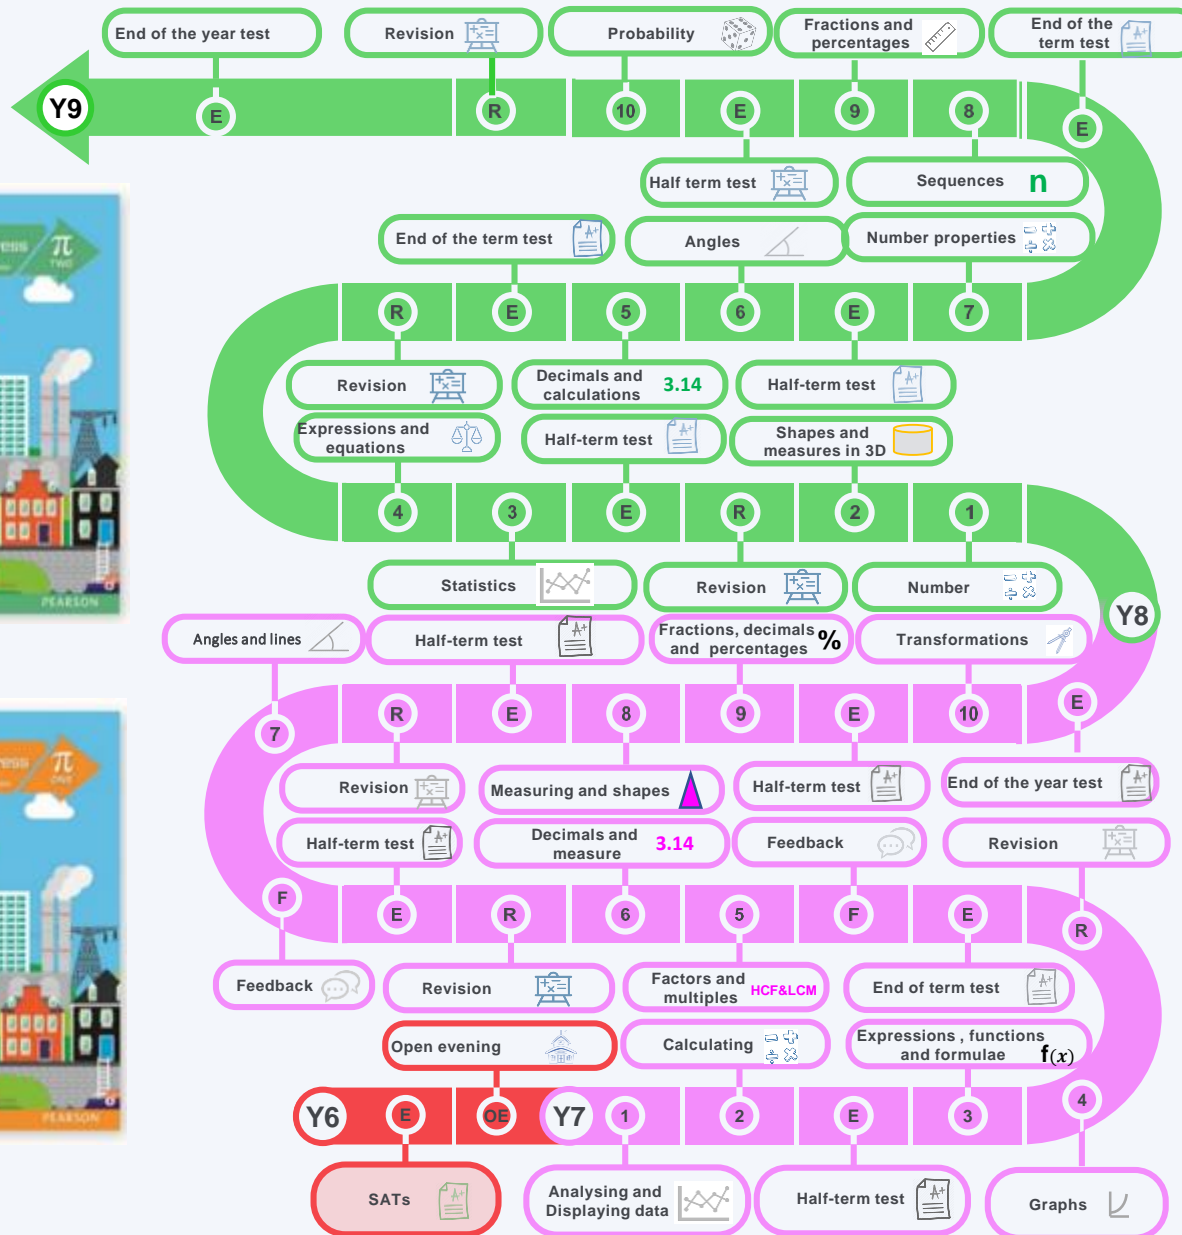 End of the year test
Revision
Probability
Fractions and
percentages
End of the
term test
Y9
E
R
10
E
9
8
E
Half term test
Sequences
n
End of the term test
Angles
Number properties
R
E
5
6
E
7
Revision
Decimals and
calculations
3.14
Half-term test
Expressions and
equations
Half-term test
Shapes and
measures in 3D
4
3
E
R
2
1
Statistics
Revision
Number
Y8
Angles and lines
Half-term test
Fractions, decimals
and percentages
%
Transformations
7
R
E
8
9
E
10
E
Revision
Measuring and shapes
Half-term test
End of the year test
Half-term test
Decimals and
measure
3.14
Feedback
Revision
F
E
R
6
5
F
E
R
Feedback
Revision
Factors and
multiples
HCF&LCM
End of term test
Open evening
Calculating
Expressions , functions
and formulae
f(x)
Y6
E
OE
Y7
1
2
E
3
4
SATs
Analysing and
Displaying data
Half-term test
Graphs
ress
π
TWO
PEARSON
ress
π
ONE
PEARSON